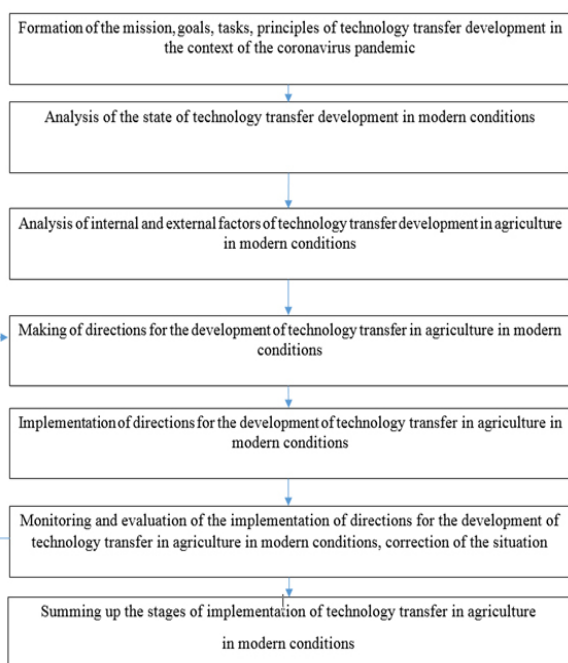 Formation of the mission, goals, tasks, principles of technology transfer development in
the context of the coronavirus pandemic
Analysis of the state of technology transfer development in modern conditions
Analysis of internal and external factors of technology transfer development in agriculture
in modern conditions
Making of directions for the development of technology transfer in agriculture in modern
conditions
Implementation of directions for the development of technology transfer in agriculture in
modern conditions
Monitoring and evaluation of the implementation of directions for the development of
technology transfer in agriculture in modern conditions, correction of the situation
Summing up the stages of implementation of technology transfer in agriculture
in modern conditions